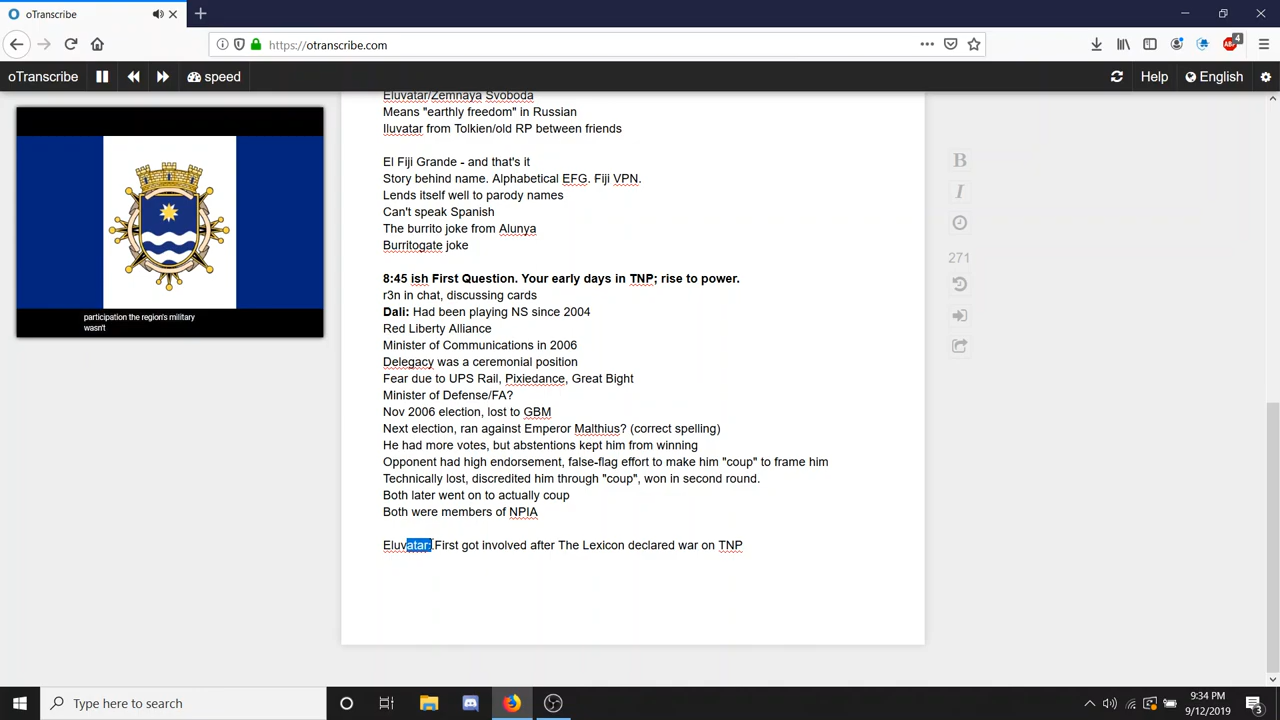 oTranscribe
https://otranscribe.com
4
oTranscribe
speed
Help
English
Eluvatar/Zemnaya Svoboda
Means "earthly freedom" in Russian
Iluvatar from Tolkien/old RP between friends
El Fiji Grande - and that's it
Story behind name. Alphabetical EFG. Fiji VPN.
Lends itself well to parody names
Can't speak Spanish
The burrito joke from Alunya
Burritogate joke
8:45 ish First Question. Your early days in TNP; rise to power.
r3n in chat, discussing cards
Dali: Had been playing NS since 2004
Red Liberty Alliance
Minister of Communications in 2006
Delegacy was a ceremonial position
Fear due to UPS Rail, Pixiedance, Great Bight
Minister of Defense/FA?
Nov 2006 election, lost to GBM
Next election, ran against Emperor Malthius? (correct spelling)
He had more votes, but abstentions kept him from winning
Opponent had high endorsement, false-flag effort to make him "coup" to frame him
Technically lost, discredited him through "coup", won in second round.
Both later went on to actually coup
Both were members of NPIA
Eluvatar: First got involved after The Lexicon declared war on TNP
participation the region's military
wasn't
B
I
271
Type here to search
9:34 PM
9/12/2019
3